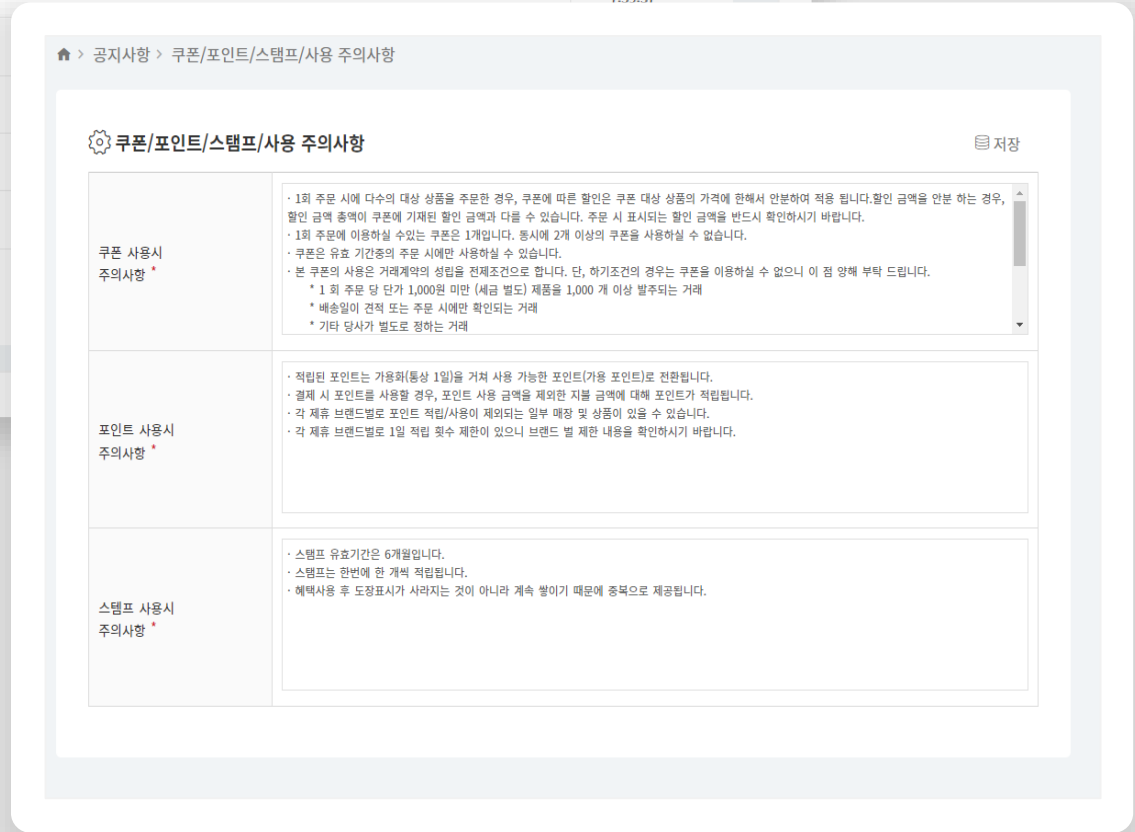 공지사항 > 쿠폰/포인트/스탬프/사용 주의사항
쿠폰/포인트/스탬프/사용 주의사항
저장
쿠폰 사용시
주의사항 *
· 1회 주문 시에 다수의 대상 상품을 주문한 경우, 쿠폰에 따른 할인은 쿠폰 대상 상품의 가격에 한해서 안분하여 적용 됩니다.할인 금액을 안분 하는 경우,
할인 금액 총액이 쿠폰에 기재된 할인 금액과 다를 수 있습니다. 주문 시 표시되는 할인 금액을 반드시 확인하시기 바랍니다.
· 1회 주문에 이용하실 수있는 쿠폰은 1개입니다. 동시에 2개 이상의 쿠폰을 사용하실 수 없습니다.
· 쿠폰은 유효 기간중의 주문 시에만 사용하실 수 있습니다.
· 본 쿠폰의 사용은 거래계약의 성립을 전제조건으로 합니다. 단, 하기조건의 경우는 쿠폰을 이용하실 수 없으니 이 점 양해 부탁 드립니다.
* 1 회 주문 당 단가 1,000원 미만 (세금 별도) 제품을 1,000 개 이상 발주되는 거래
* 배송일이 견적 또는 주문 시에만 확인되는 거래
* 기타 당사가 별도로 정하는 거래
포인트 사용시
주의사항 *
· 적립된 포인트는 가용화(통상 1일)을 거쳐 사용 가능한 포인트(가용 포인트)로 전환됩니다.
· 결제 시 포인트를 사용할 경우, 포인트 사용 금액을 제외한 지불 금액에 대해 포인트가 적립됩니다.
· 각 제휴 브랜드별로 포인트 적립/사용이 제외되는 일부 매장 및 상품이 있을 수 있습니다.
· 각 제휴 브랜드별로 1일 적립 횟수 제한이 있으니 브랜드 별 제한 내용을 확인하시기 바랍니다.
스템프 사용시
주의사항 *
· 스탬프 유효기간은 6개월입니다.
· 스탬프는 한번에 한 개씩 적립됩니다.
· 혜택사용 후 도장표시가 사라지는 것이 아니라 계속 쌓이기 때문에 중복으로 제공됩니다.